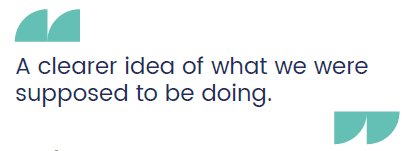 A clearer idea of what we were
supposed to be doing.